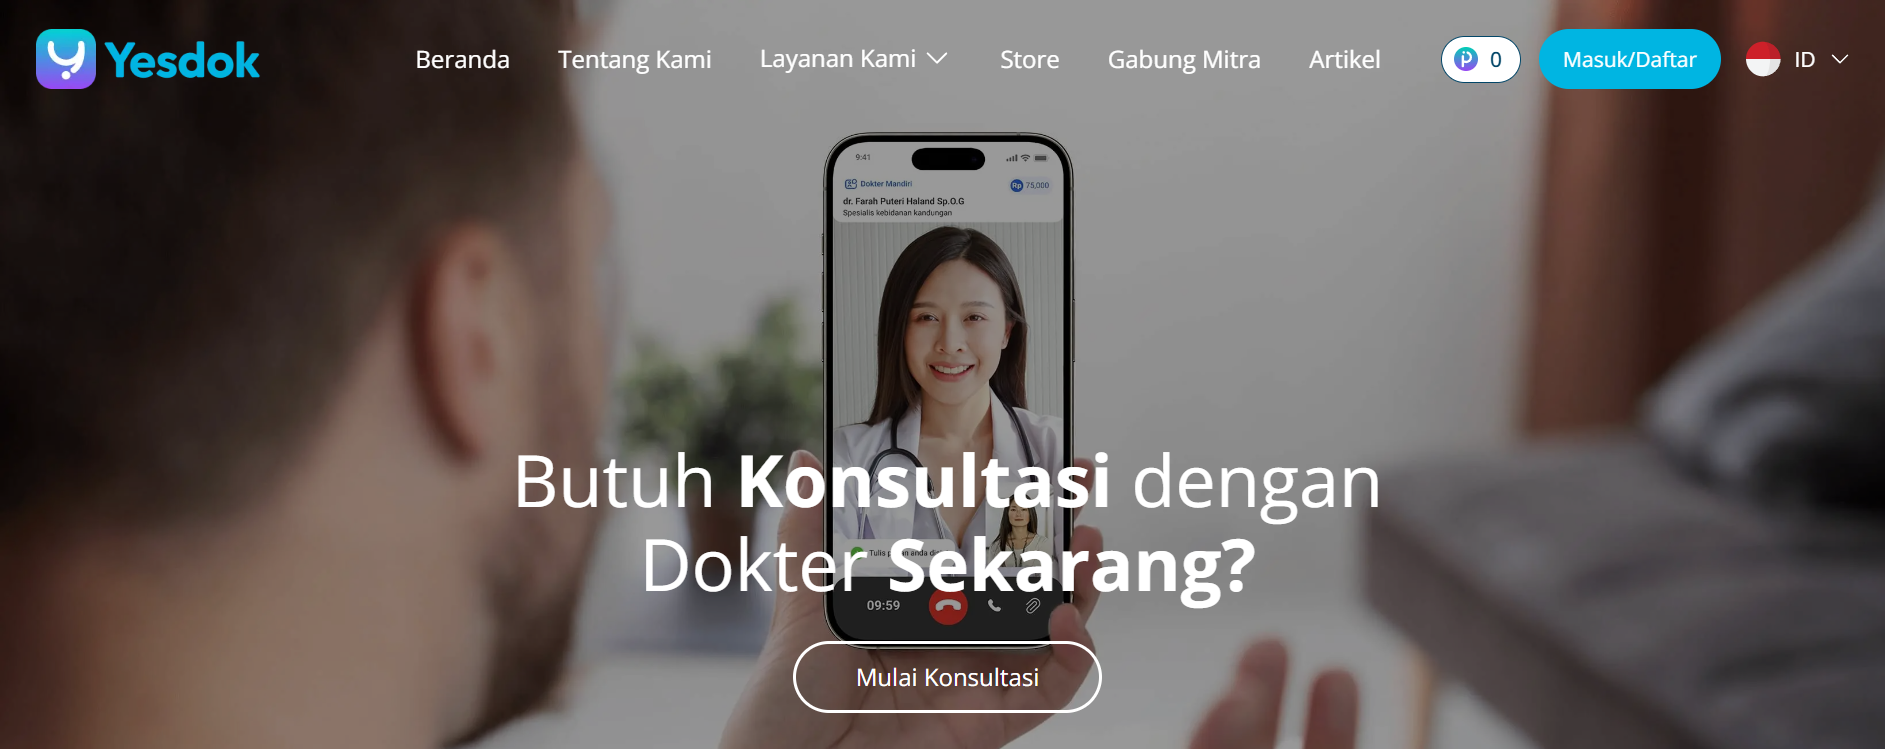 Yesdok
Beranda
Tentang Kami
Layanan Kami
Store
Gabung Mitra
Artikel
0
Masuk/Daftar
ID
9:41
Dokter Mandiri
Rp 75,000
dr. Farah Puteri Haland Sp.O.G
Spesialis kebidanan kandungan
Butuh Konsultasi dengan
Tulis anda
Dokter Sekarang?
09:59
Mulai Konsultasi